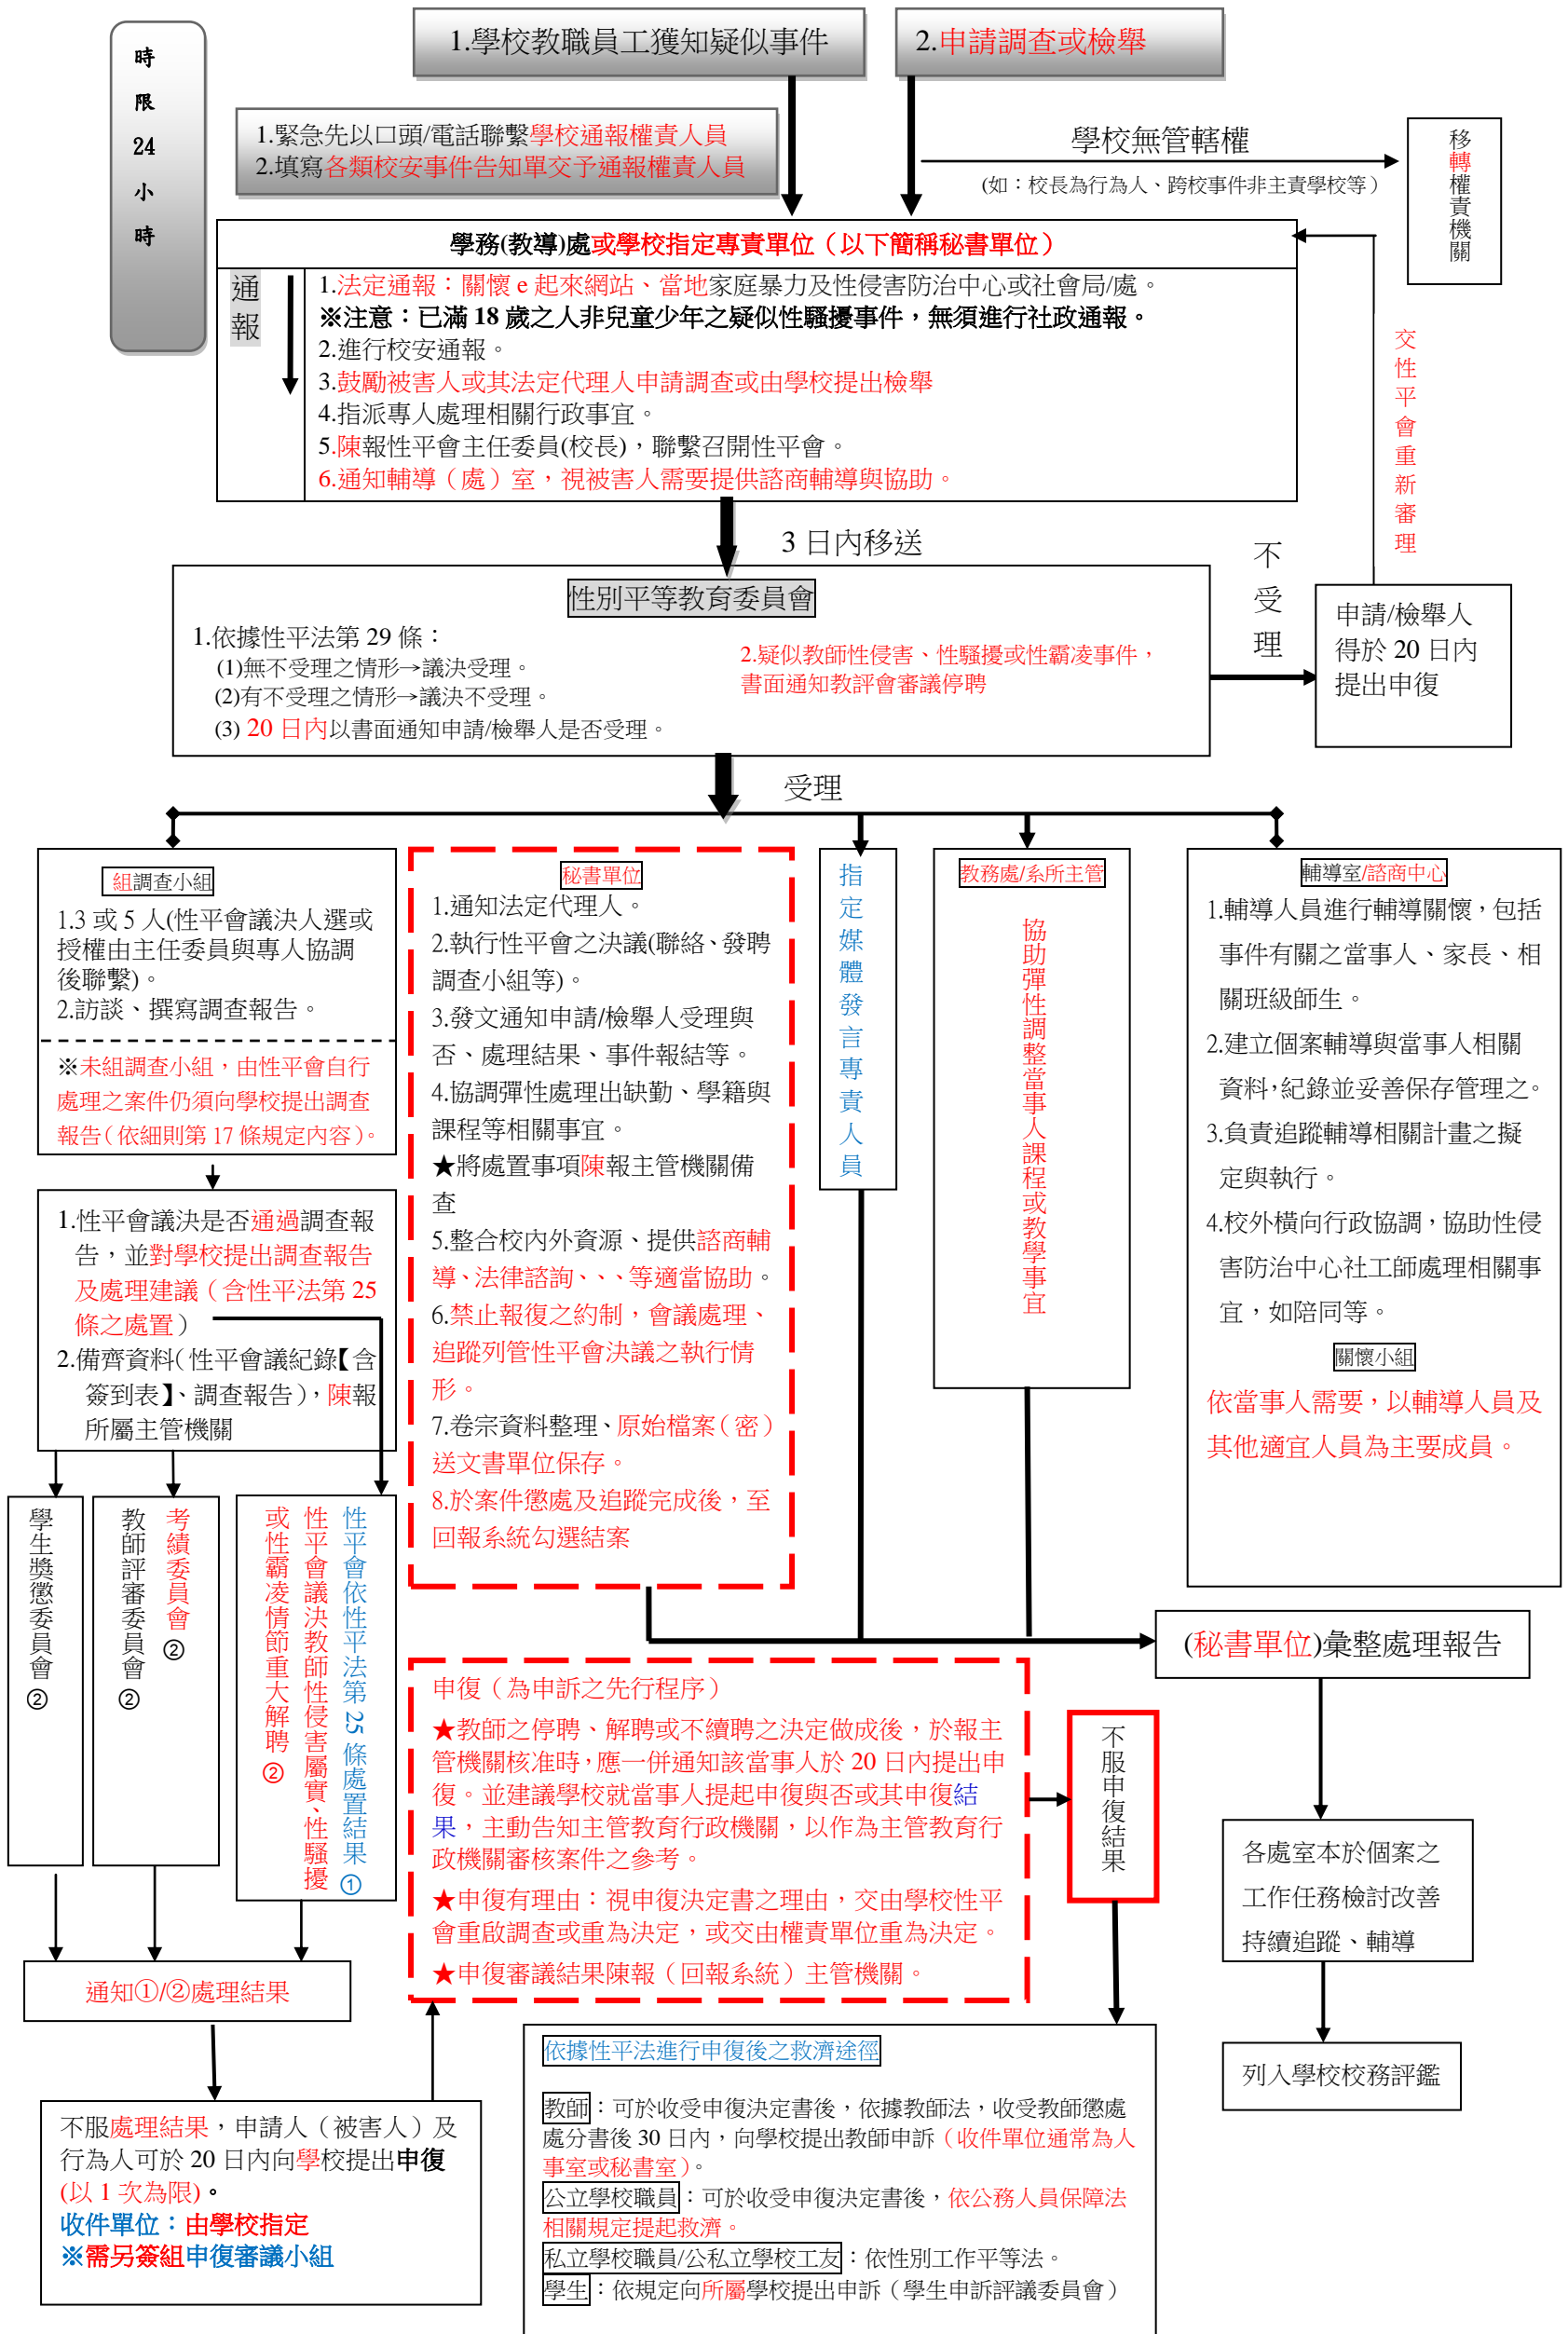 時
限
24
小
時
1.學校教職員工獲知疑似事件
2.申請調查或檢舉
1.緊急先以口頭/電話聯繫學校通報權責人員
2.填寫各類校安事件告知單交予通報權責人員
學校無管轄權
(如：校長為行為人、跨校事件非主責學校等)
移轉權責機關
學務(教導)處或學校指定專責單位（以下簡稱秘書單位）
通報
1.法定通報：關懷 e 起來網站、當地家庭暴力及性侵害防治中心或社會局/處。
※注意：已滿 18 歲之人非兒童少年之疑似性騷擾事件，無須進行社政通報。
2.進行校安通報。
3.鼓勵被害人或其法定代理人申請調查或由學校提出檢舉
4.指派專人處理相關行政事宜。
5.陳報性平會主任委員(校長)，聯繫召開性平會。
6.通知輔導（處）室，視被害人需要提供諮商輔導與協助。
交性平會重新審理
3 日內移送
性別平等教育委員會
1.依據性平法第 29 條：
(1)無不受理之情形→議決受理。
(2)有不受理之情形→議決不受理。
(3) 20 日內以書面通知申請/檢舉人是否受理。
2.疑似教師性侵害、性騷擾或性霸凌事件，
書面通知教評會審議停聘
不受理
申請/檢舉人
得於 20 日內
提出申復
受理
組調查小組
1.3 或 5 人(性平會議決人選或
授權由主任委員與專人協調
後聯繫)。
2.訪談、撰寫調查報告。
※未組調查小組，由性平會自行
處理之案件仍須向學校提出調查
報告(依細則第 17 條規定內容)。
秘書單位
1.通知法定代理人。
2.執行性平會之決議(聯絡、發聘
調查小組等)。
3.發文通知申請/檢舉人受理與
否、處理結果、事件報結等。
4.協調彈性處理出缺勤、學籍與
課程等相關事宜。
★將處置事項陳報主管機關備
查
5.整合校內外資源、提供諮商輔
導、法律諮詢、、、等適當協助。
6.禁止報復之約制，會議處理、
追蹤列管性平會決議之執行情
形。
7.卷宗資料整理、原始檔案（密）
送文書單位保存。
8.於案件懲處及追蹤完成後，至
回報系統勾選結案
指定媒體發言專責人員
教務處/系所主管
協助彈性調整當事人課程或教學事宜
輔導室/諮商中心
1.輔導人員進行輔導關懷，包括
事件有關之當事人、家長、相
關班級師生。
2.建立個案輔導與當事人相關
資料，紀錄並妥善保存管理之。
3.負責追蹤輔導相關計畫之擬
定與執行。
4.校外橫向行政協調，協助性侵
害防治中心社工師處理相關事
宜，如陪同等。
關懷小組
依當事人需要，以輔導人員及
其他適宜人員為主要成員。
1.性平會議決是否通過調查報
告，並對學校提出調查報告
及處理建議（含性平法第 25
條之處置）
2.備齊資料(性平會議紀錄【含
簽到表】、調查報告)，陳報
所屬主管機關
學生獎懲委員會②
考績委員會②
教師評審委員會②
性平會依性平法第 25 條處置結果①
性平會議決教師性侵害屬實、性騷擾
或性霸凌情節重大解聘②
(秘書單位)彙整處理報告
申復（為申訴之先行程序）
★教師之停聘、解聘或不續聘之決定做成後，於報主
管機關核准時，應一併通知該當事人於 20 日內提出申
復。並建議學校就當事人提起申復與否或其申復結
果，主動告知主管教育行政機關，以作為主管教育行
政機關審核案件之參考。
★申復有理由：視申復決定書之理由，交由學校性平
會重啟調查或重為決定，或交由權責單位重為決定。
★申復審議結果陳報（回報系統）主管機關。
不服申復結果
各處室本於個案之
工作任務檢討改善
持續追蹤、輔導
通知①/②處理結果
列入學校校務評鑑
不服處理結果，申請人（被害人）及
行為人可於 20 日內向學校提出申復
(以 1 次為限)。
收件單位：由學校指定
※需另簽組申復審議小組
依據性平法進行申復後之救濟途徑
教師：可於收受申復決定書後，依據教師法，收受教師懲處
處分書後 30 日內，向學校提出教師申訴（收件單位通常為人
事室或秘書室）。
公立學校職員：可於收受申復決定書後，依公務人員保障法
相關規定提起救濟。
私立學校職員/公私立學校工友：依性別工作平等法。
學生：依規定向所屬學校提出申訴（學生申訴評議委員會）